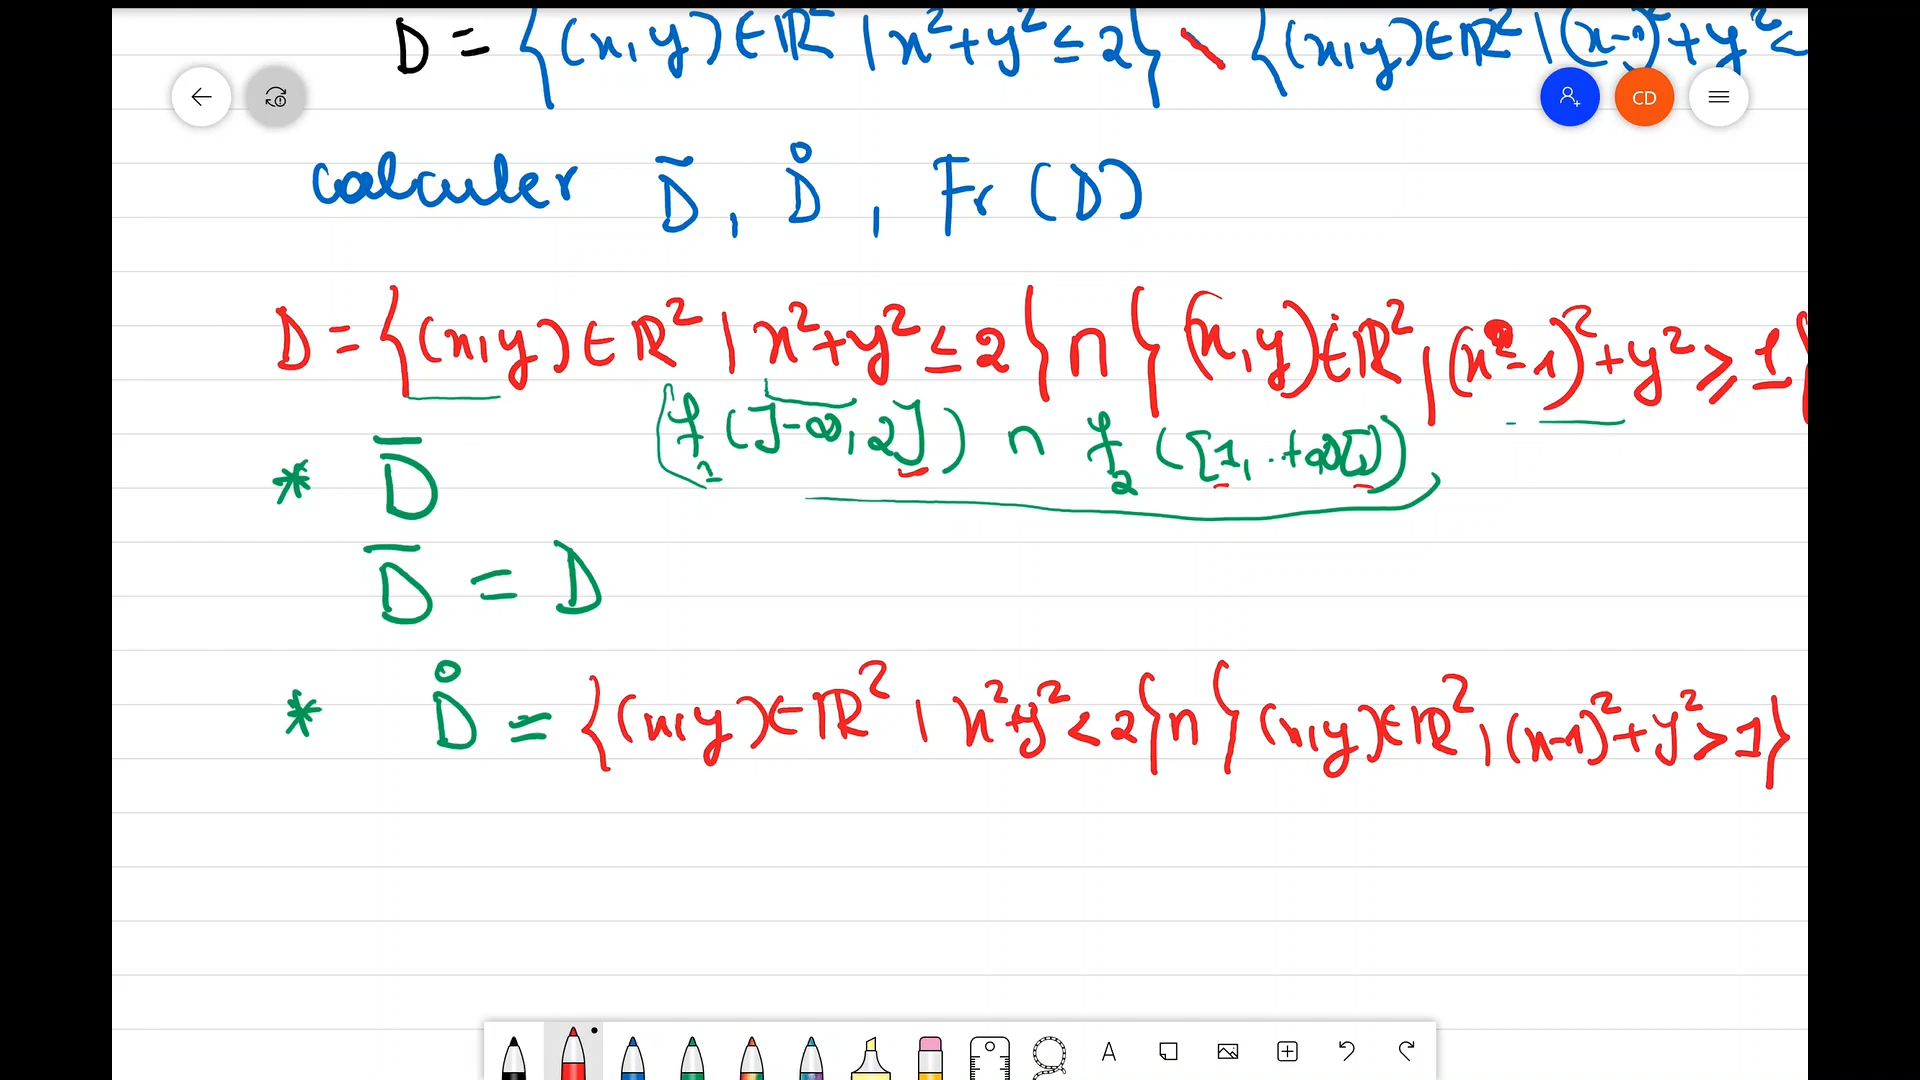 D = {(x,y) ∈ ℝ² | x²+y² ≤ 2} \ {(x,y) ∈ ℝ² | (x-1)²+y² <
CD
calculer D̄, D̊, Fr(D)
D = {(x,y) ∈ ℝ² | x²+y² ≤ 2} ∩ {(x,y) ∈ ℝ², (x-1)²+y² ⩾ 1}
f₁(]-∞, 2]) ∩ f₂([1, +∞[)
* D̄
D̄ = D
* D̊ = {(x,y) ∈ ℝ² | x²+y² < 2} ∩ {(x,y) ∈ ℝ², (x-1)²+y² > 1}
A